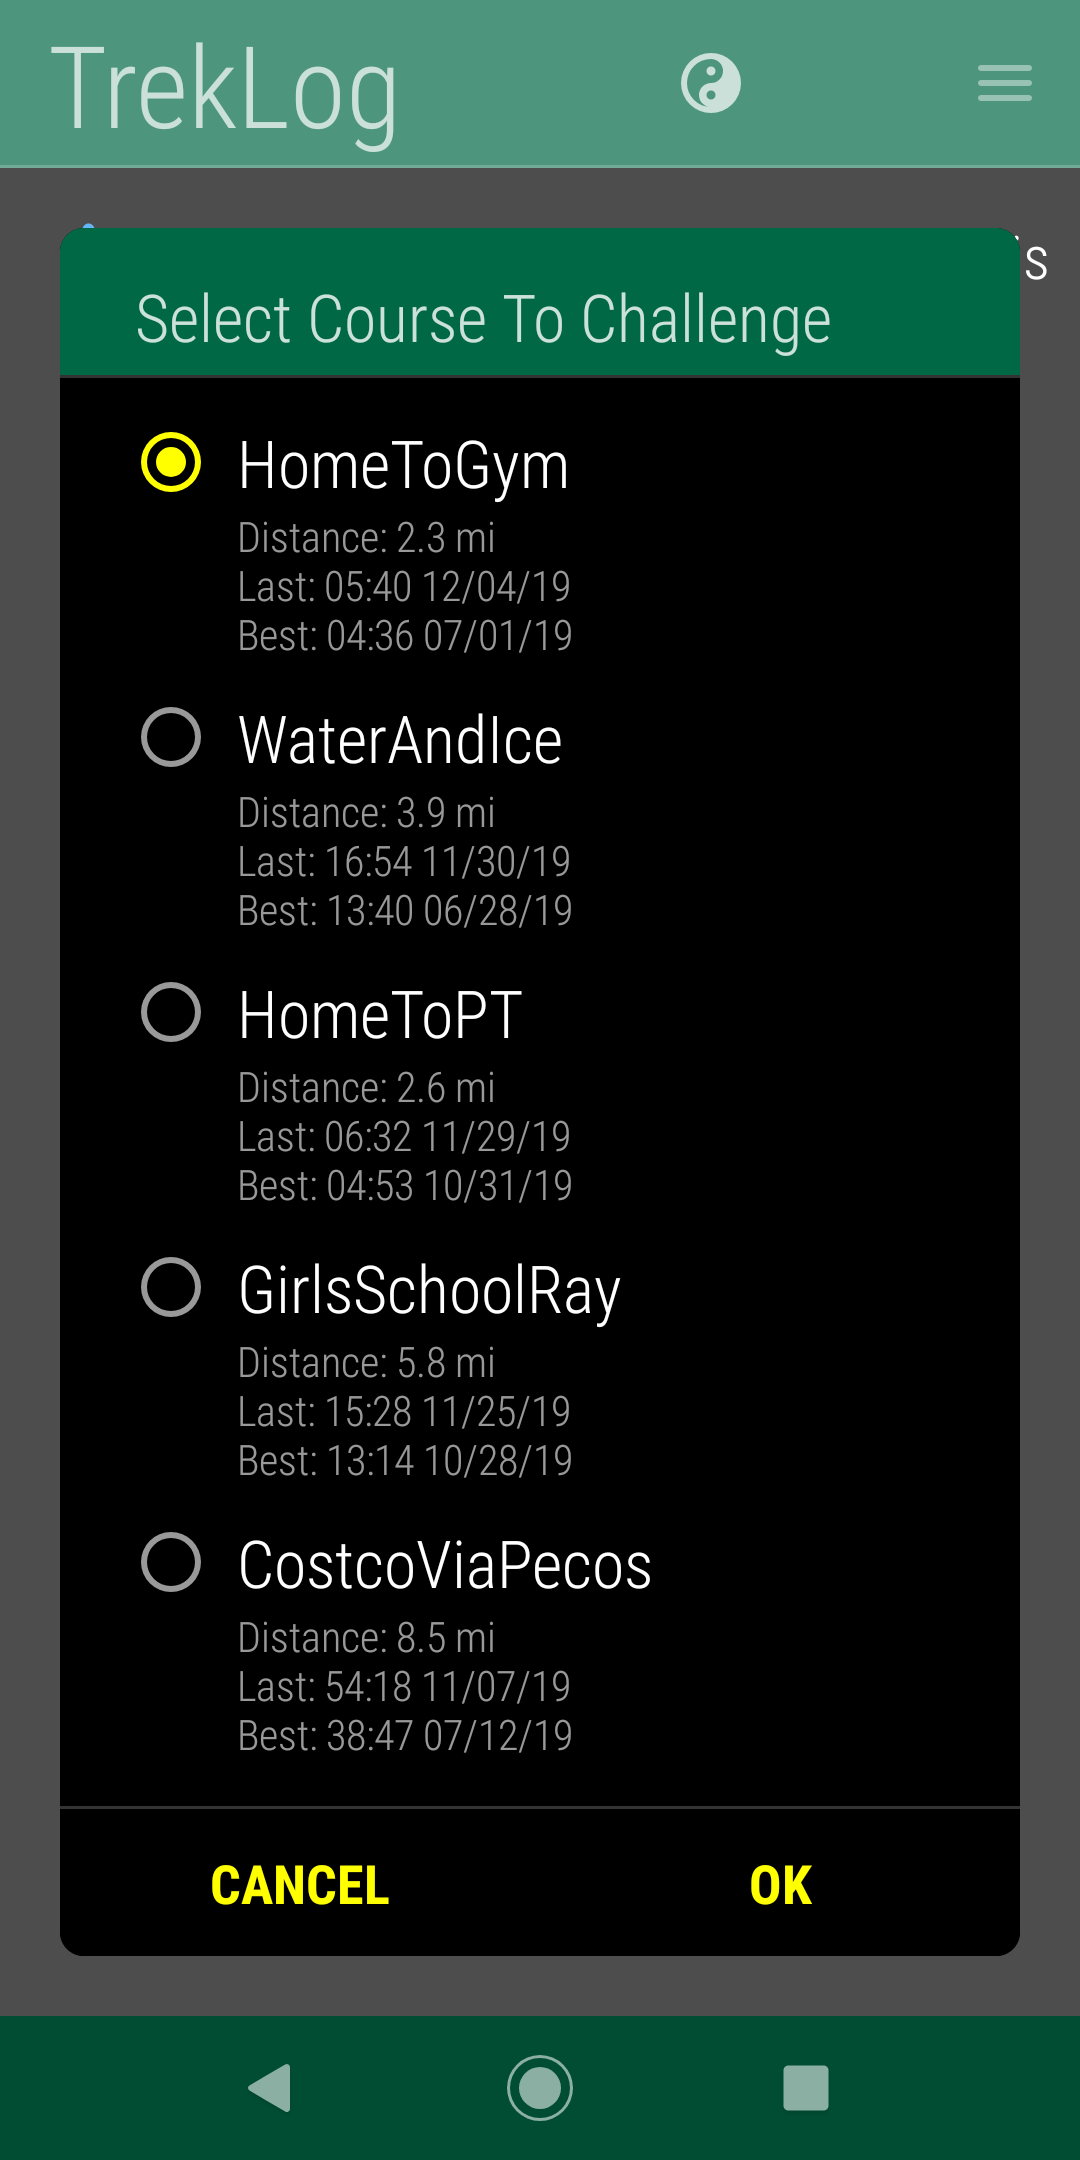 TrekLog
s
Select Course To Challenge
HomeToGym
Distance: 2.3 mi
Last: 05:40 12/04/19
Best: 04:36 07/01/19
WaterAndIce
Distance: 3.9 mi
Last: 16:54 11/30/19
Best: 13:40 06/28/19
HomeToPT
Distance: 2.6 mi
Last: 06:32 11/29/19
Best: 04:53 10/31/19
GirlsSchoolRay
Distance: 5.8 mi
Last: 15:28 11/25/19
Best: 13:14 10/28/19
CostcoViaPecos
Distance: 8.5 mi
Last: 54:18 11/07/19
Best: 38:47 07/12/19
CANCEL OK